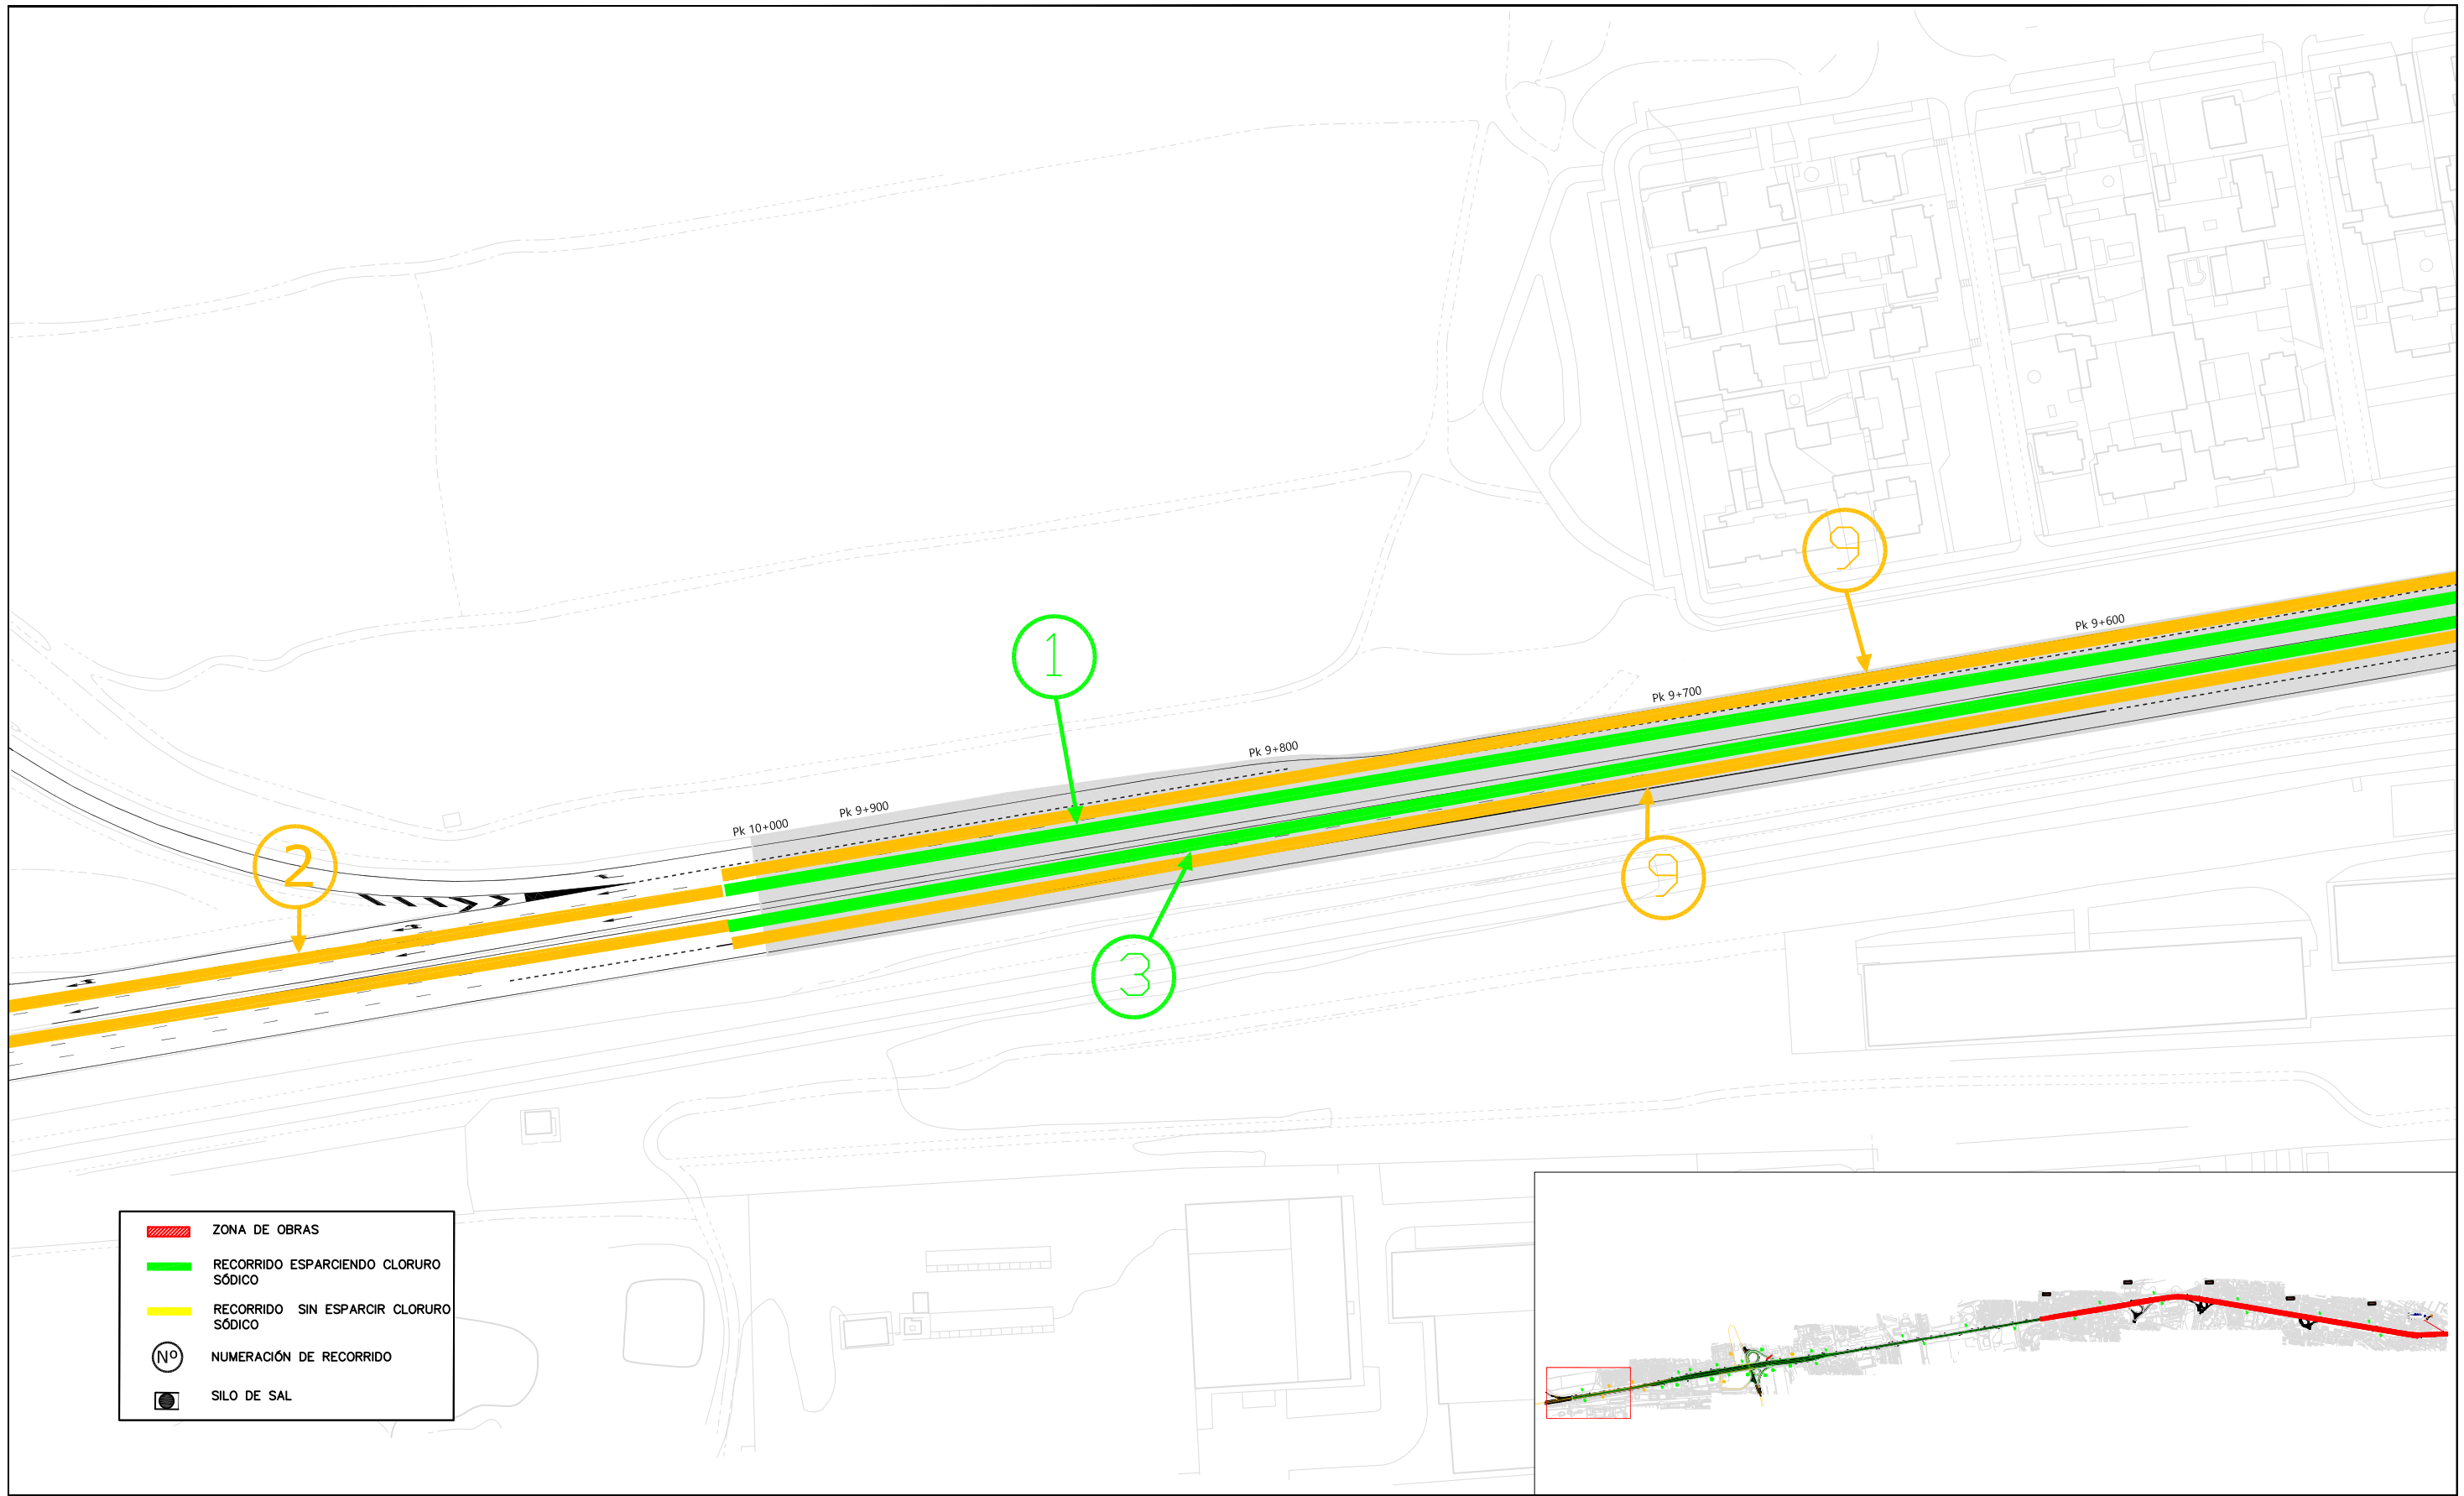 9
Pk 9+600
1
Pk 9+700
Pk 9+800
Pk 9+900
Pk 10+000
2
9
3
ZONA DE OBRAS
RECORRIDO ESPARCIENDO CLORURO
SÓDICO
RECORRIDO SIN ESPARCIR CLORURO
SÓDICO
Nº
NUMERACIÓN DE RECORRIDO
SILO DE SAL